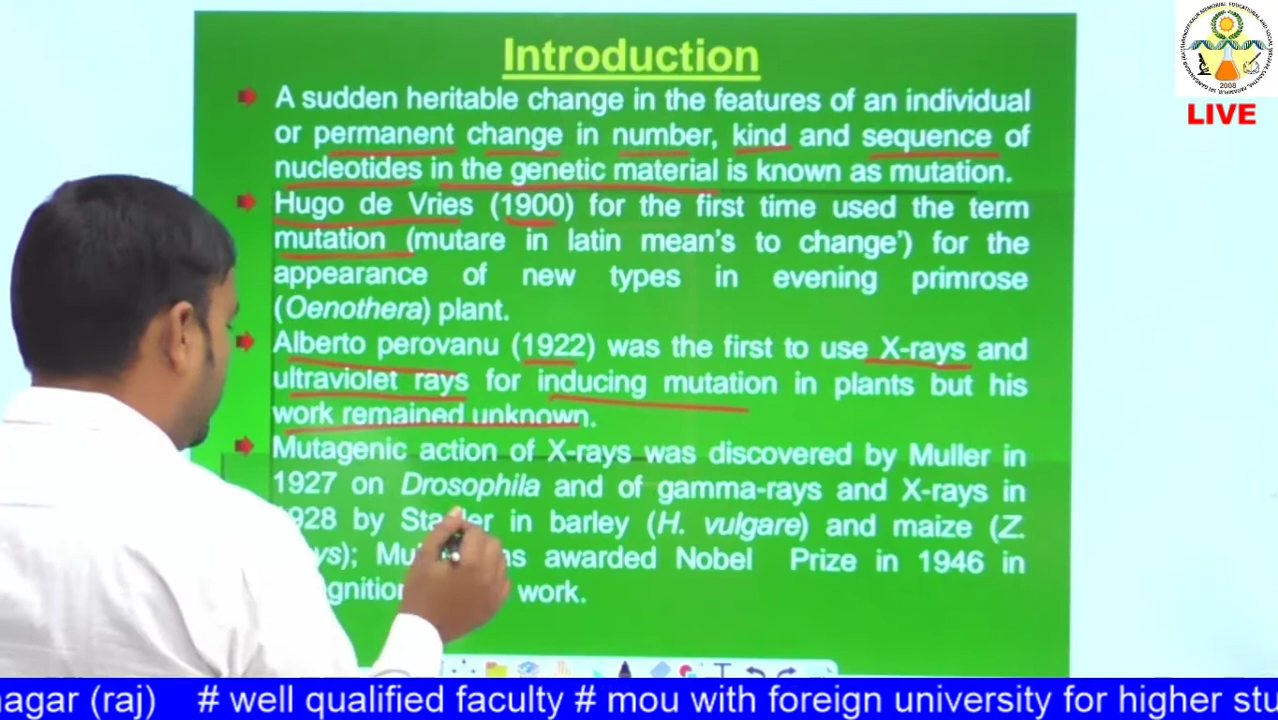 Introduction
A sudden heritable change in the features of an individual
or permanent change in number, kind and sequence of
nucleotides in the genetic material is known as mutation.
Hugo de Vries (1900) for the first time used the term
mutation (mutare in latin mean's to change') for the
appearance of new types in evening primrose
(Oenothera) plant.
Alberto perovanu (1922) was the first to use X-rays and
ultraviolet rays for inducing mutation in plants but his
work remained unknown.
Mutagenic action of X-rays was discovered by Muller in
1927 on Drosophila and of gamma-rays and X-rays in
by in barley (H. vulgare) and maize (Z.
awarded Nobel Prize in 1946 in
work.
2008
LIVE
nagar (raj) # well qualified faculty # mou with foreign university for higher stu